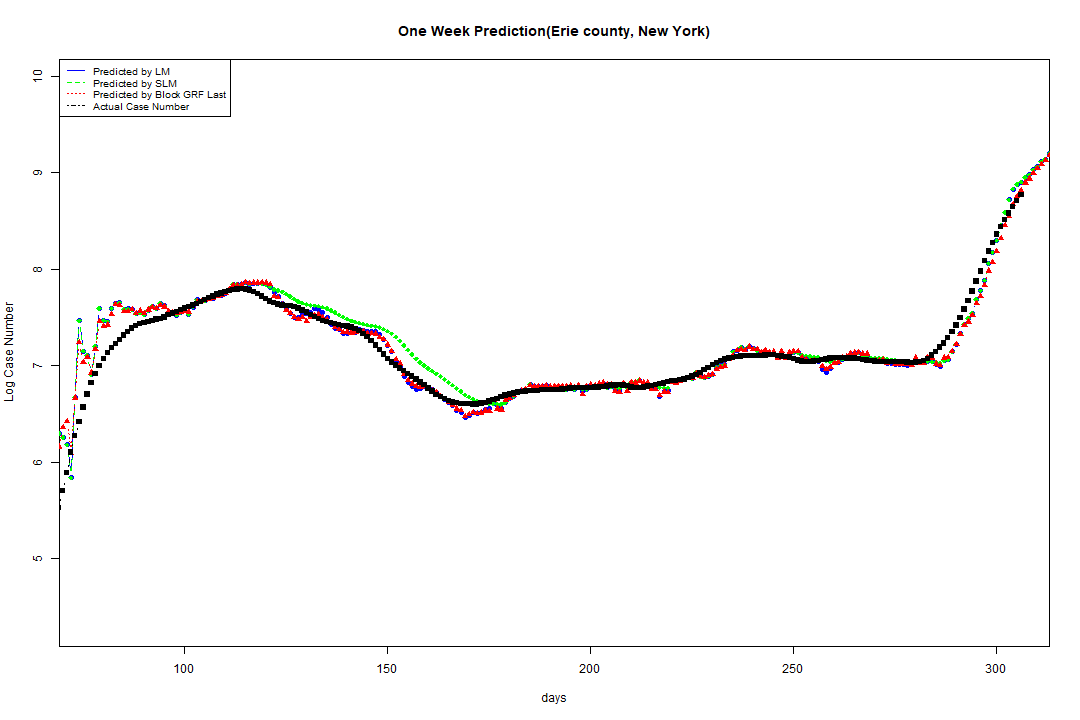 One Week Prediction(Erie county, New York)
Predicted by LM
Predicted by SLM
Predicted by Block GRF Last
Actual Case Number
10
9
8
7
6
5
Log Case Number
100 150 200 250 300
days